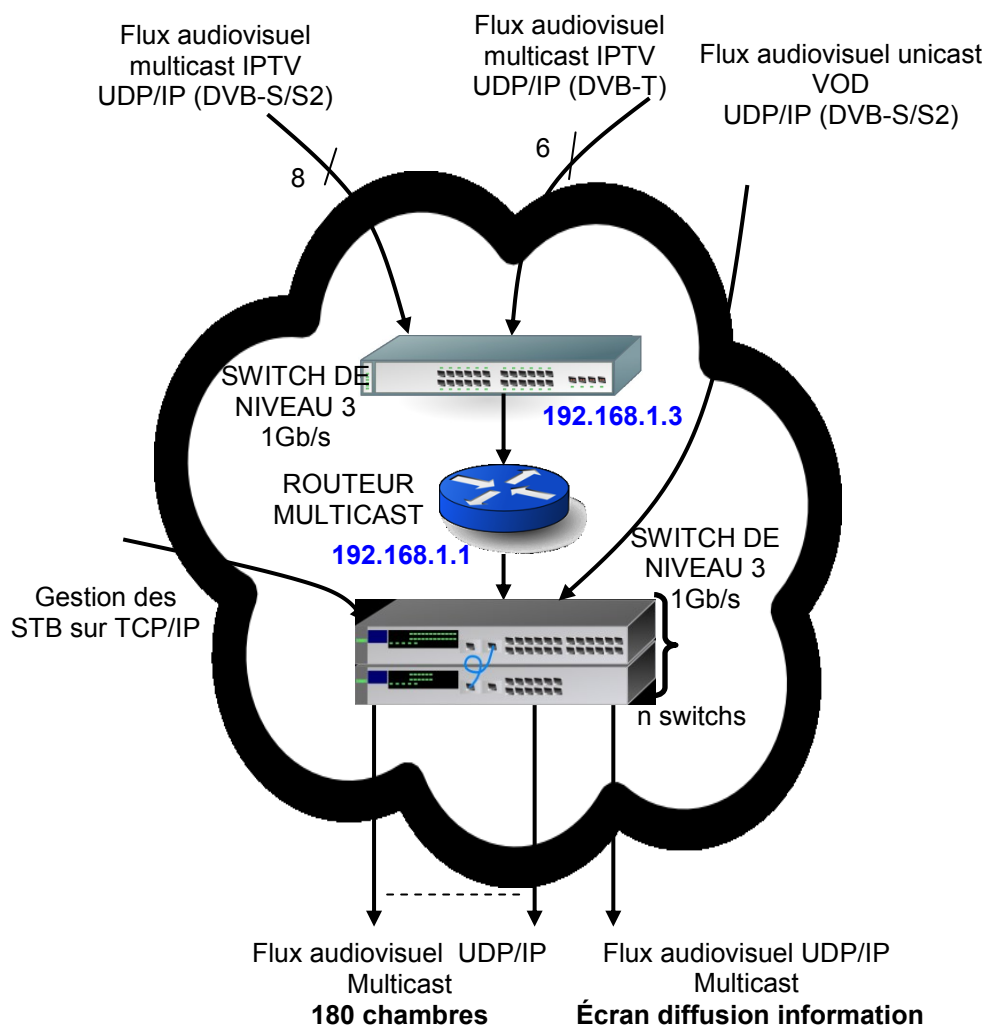 Flux audiovisuel
multicast IPTV
UDP/IP (DVB-S/S2)
Flux audiovisuel
multicast IPTV
UDP/IP (DVB-T)
Flux audiovisuel unicast
VOD
UDP/IP (DVB-S/S2)
8
6
SWITCH DE
NIVEAU 3
1Gb/s
192.168.1.3
ROUTEUR
MULTICAST
192.168.1.1
SWITCH DE
NIVEAU 3
1Gb/s
Gestion des
STB sur TCP/IP
n switchs
Flux audiovisuel UDP/IP
Multicast
180 chambres
Flux audiovisuel UDP/IP
Multicast
Écran diffusion information